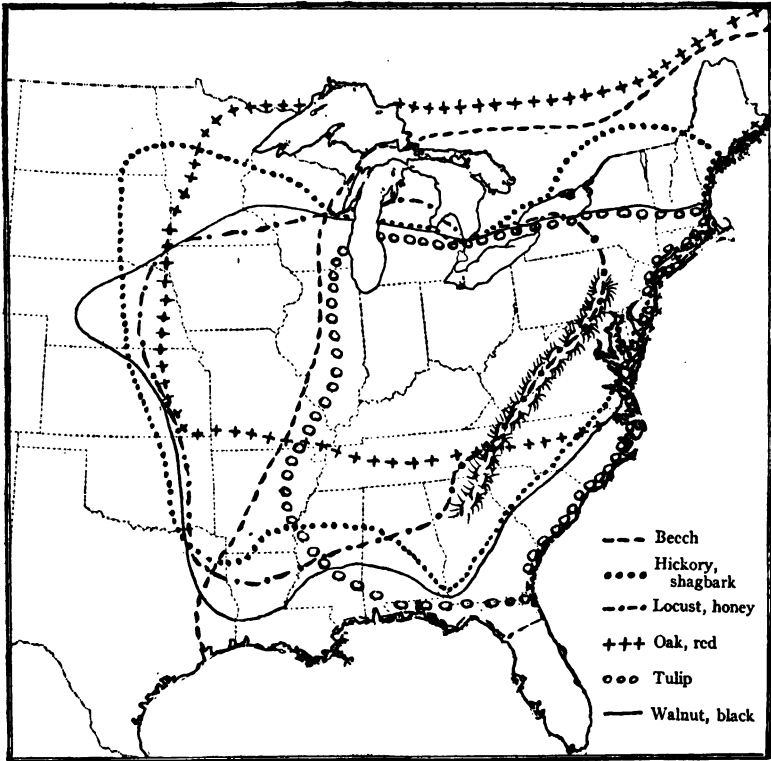 Beech
Hickory,
shagbark
Locust, honey
Oak, red
Tulip
Walnut, black